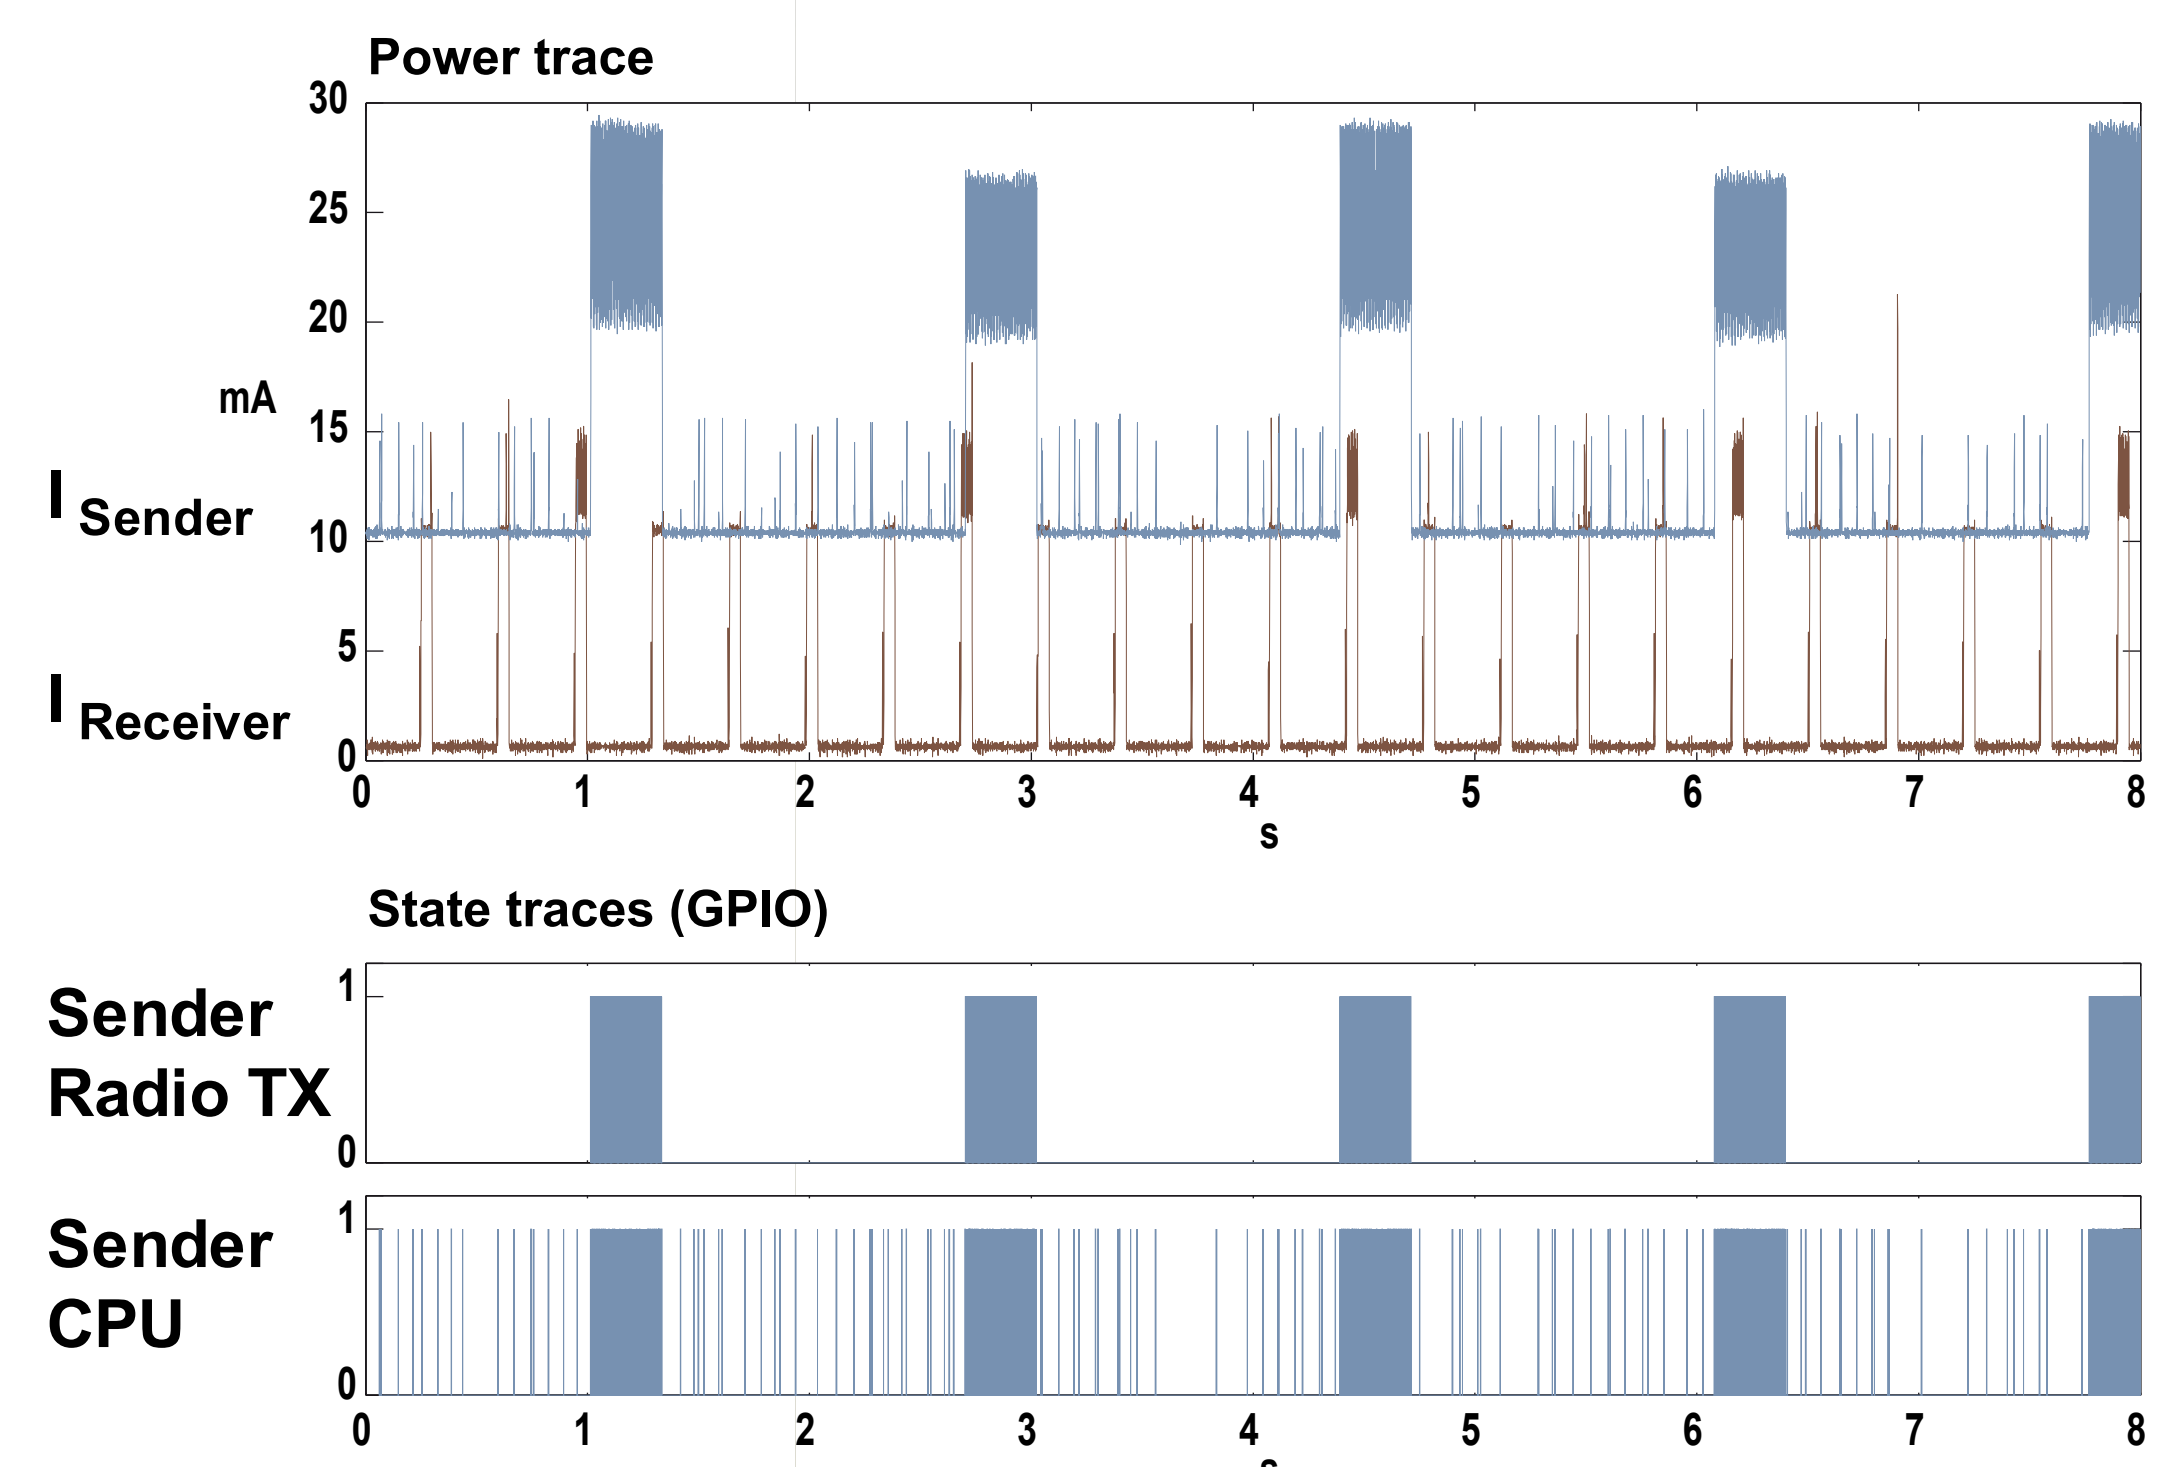 Power trace
30
25
20
mA
15
I Sender
10
5
I Receiver
0
0 1 2 3 4 5 6 7 8
s
State traces (GPIO)
1
Sender
Radio TX
0
1
Sender
CPU
0
0 1 2 3 4 5 6 7 8
s